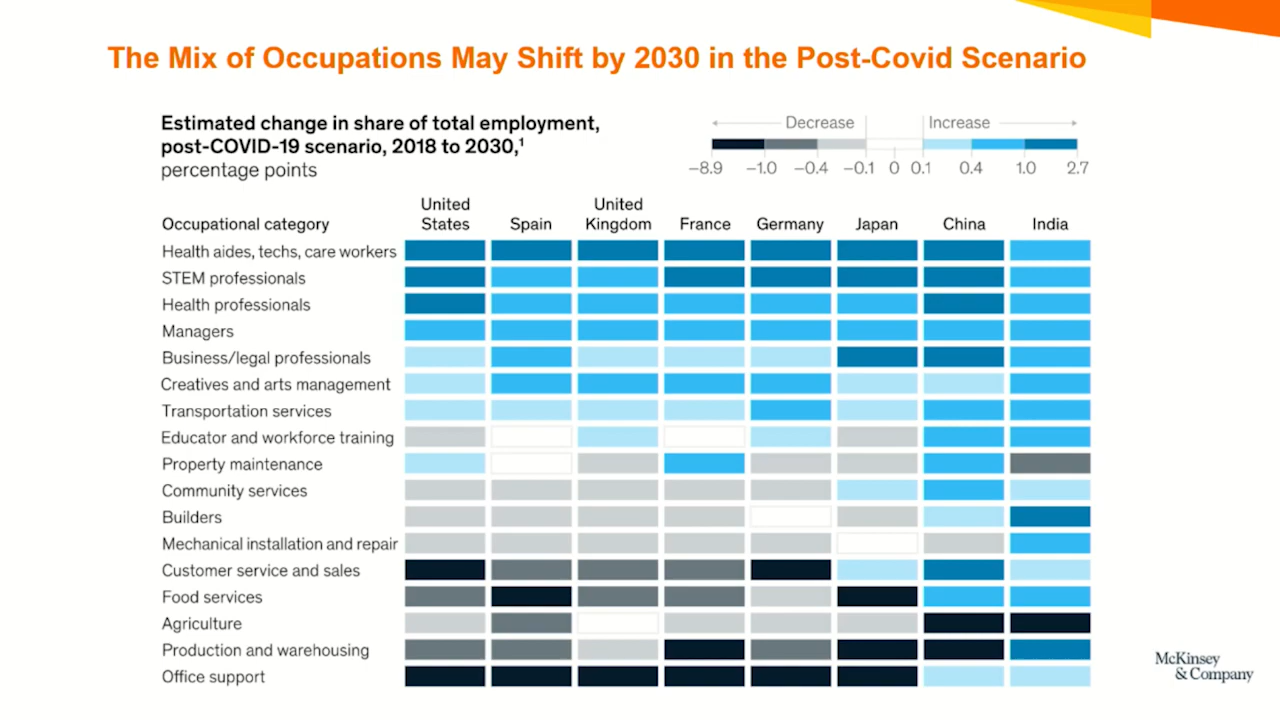 The Mix of Occupations May Shift by 2030 in the Post-Covid Scenario
Estimated change in share of total employment,
post-COVID-19 scenario, 2018 to 2030,¹
percentage points
Decrease
Increase
−8.9 −1.0 −0.4 −0.1 0 0.1 0.4 1.0 2.7
Occupational category
United States
Spain
United Kingdom
France
Germany
Japan
China
India
Health aides, techs, care workers
STEM professionals
Health professionals
Managers
Business/legal professionals
Creatives and arts management
Transportation services
Educator and workforce training
Property maintenance
Community services
Builders
Mechanical installation and repair
Customer service and sales
Food services
Agriculture
Production and warehousing
Office support
McKinsey
& Company